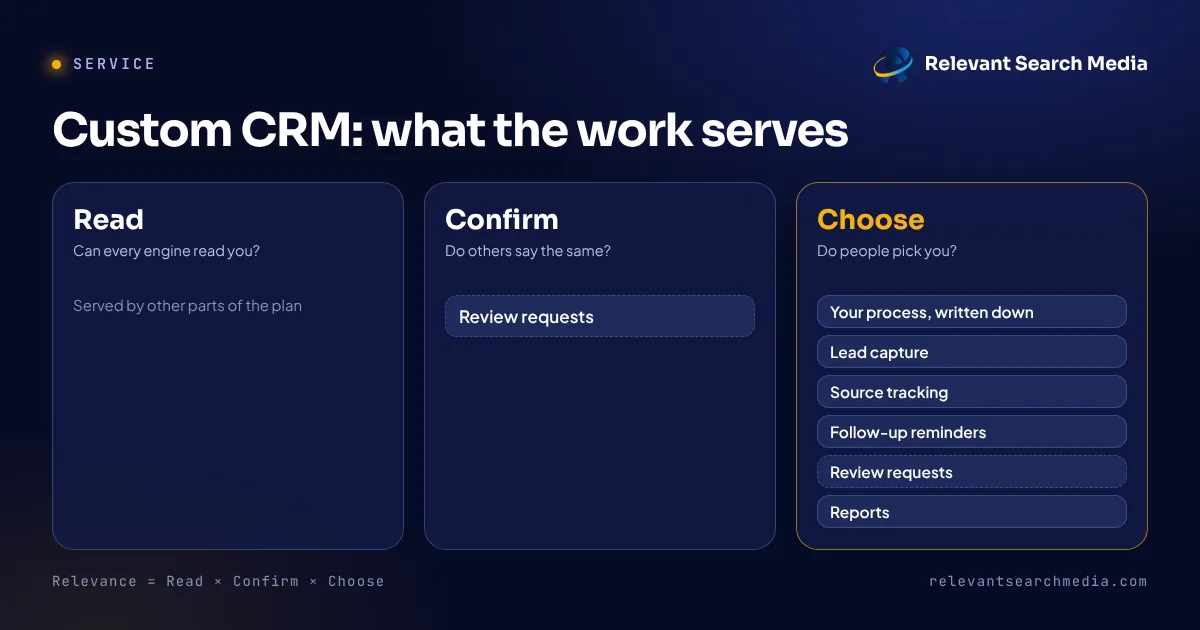 SERVICE
Relevant Search Media
Custom CRM: what the work serves
Read
Can every engine read you?
Served by other parts of the plan
Confirm
Do others say the same?
Review requests
Choose
Do people pick you?
Your process, written down
Lead capture
Source tracking
Follow-up reminders
Review requests
Reports
Relevance = Read × Confirm × Choose
relevantsearchmedia.com